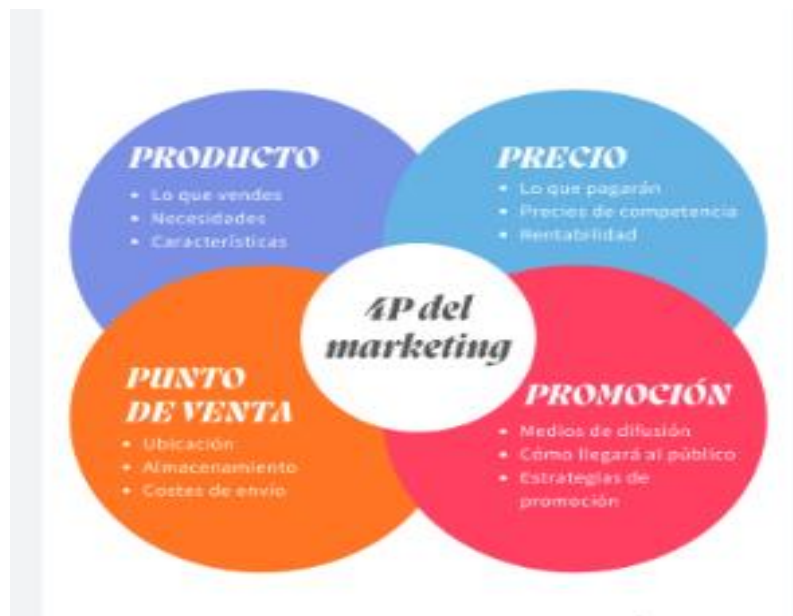 PRODUCTO
• Lo que vendes
• Necesidades
• Características
PRECIO
• Lo que pagarán
• Precios de competencia
• Rentabilidad
4P del
marketing
PUNTO
DE VENTA
• Ubicación
• Almacenamiento
• Costes de envío
PROMOCIÓN
• Medios de difusión
• Cómo llegará al público
• Estrategias de
promoción